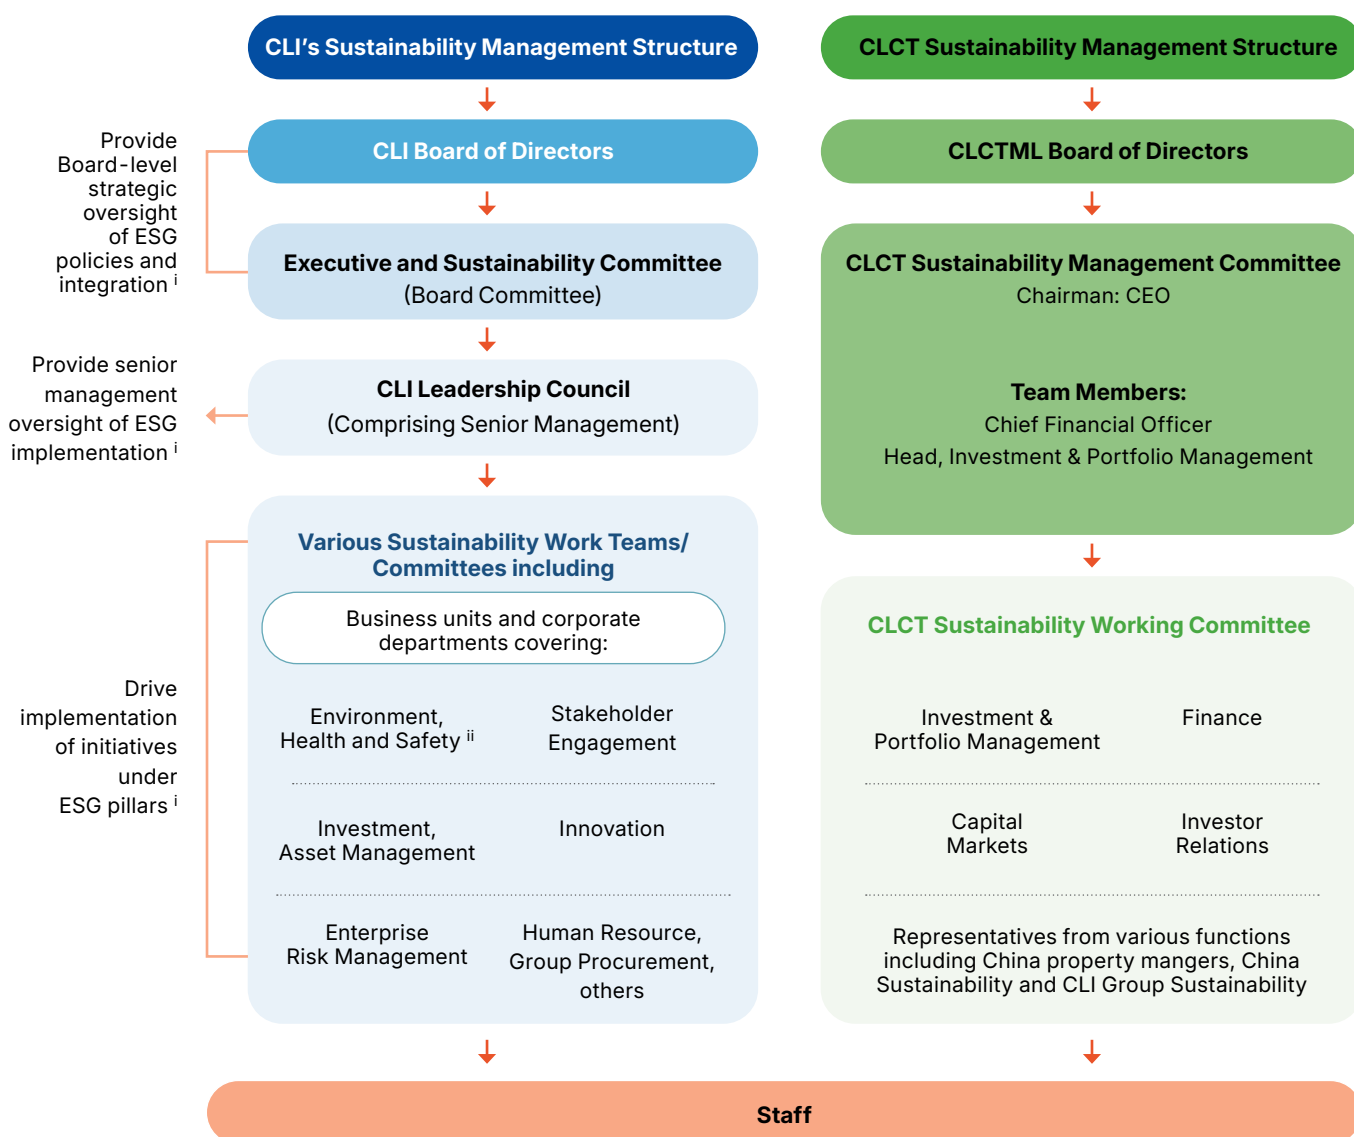 CLI’s Sustainability Management Structure
CLI Board of Directors
Executive and Sustainability Committee
(Board Committee)
CLI Leadership Council
(Comprising Senior Management)
Various Sustainability Work Teams/
Committees including
Business units and corporate
departments covering:
Environment,
Health and Safety ii
Stakeholder
Engagement
Investment,
Asset Management
Innovation
Enterprise
Risk Management
Human Resource,
Group Procurement,
others
Provide
Board-level
strategic
oversight
of ESG
policies and
integration i
Provide senior
management
oversight of ESG
implementation i
Drive
implementation
of initiatives
under
ESG pillars i
CLCT Sustainability Management Structure
CLCTML Board of Directors
CLCT Sustainability Management Committee
Chairman: CEO
Team Members:
Chief Financial Officer
Head, Investment & Portfolio Management
CLCT Sustainability Working Committee
Investment &
Portfolio Management
Finance
Capital
Markets
Investor
Relations
Representatives from various functions
including China property mangers, China
Sustainability and CLI Group Sustainability
Staff